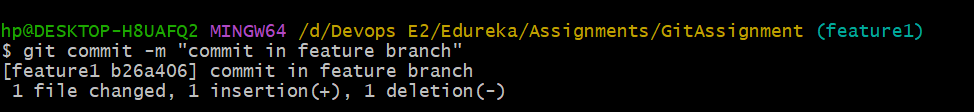 hp@DESKTOP-H8UAFQ2 MINGW64 /d/Devops E2/Edureka/Assignments/GitAssignment (feature1)
$ git commit -m "commit in feature branch"
[feature1 b26a406] commit in feature branch
 1 file changed, 1 insertion(+), 1 deletion(-)